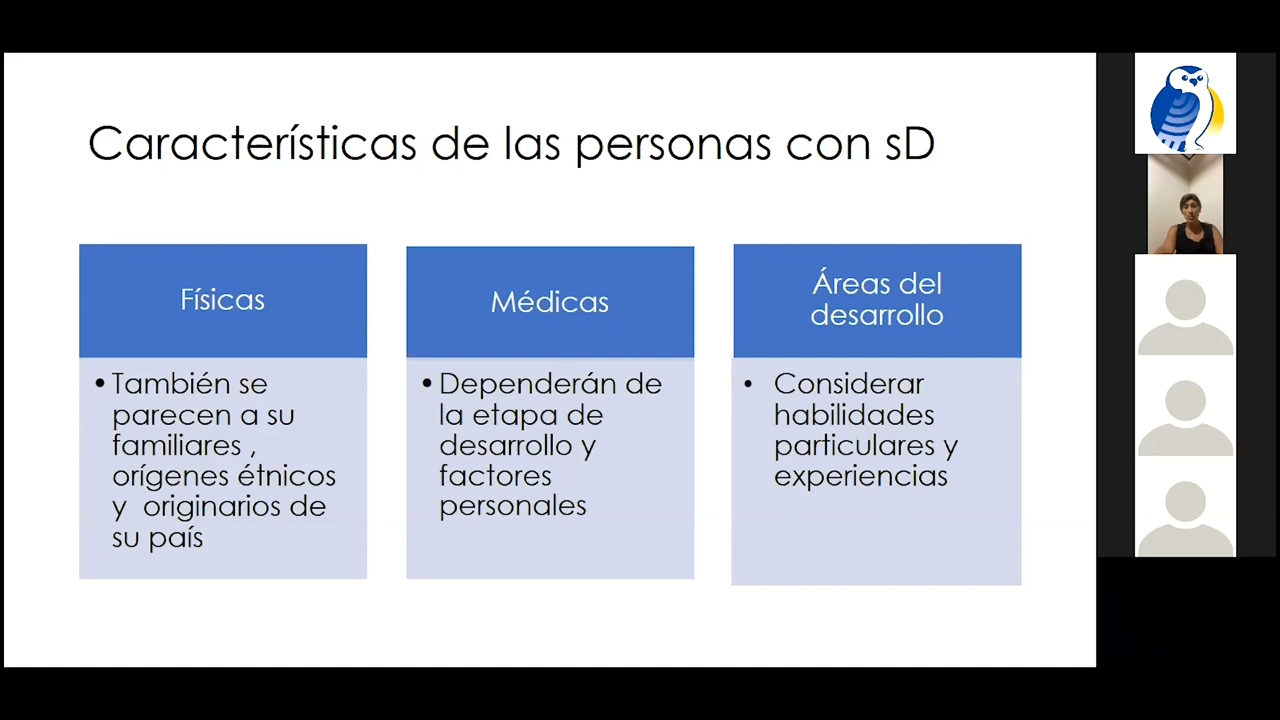 Características de las personas con sD
Físicas
•También se
parecen a su
familiares ,
orígenes étnicos
y originarios de
su país
Médicas
•Dependerán de
la etapa de
desarrollo y
factores
personales
Áreas del
desarrollo
• Considerar
habilidades
particulares y
experiencias